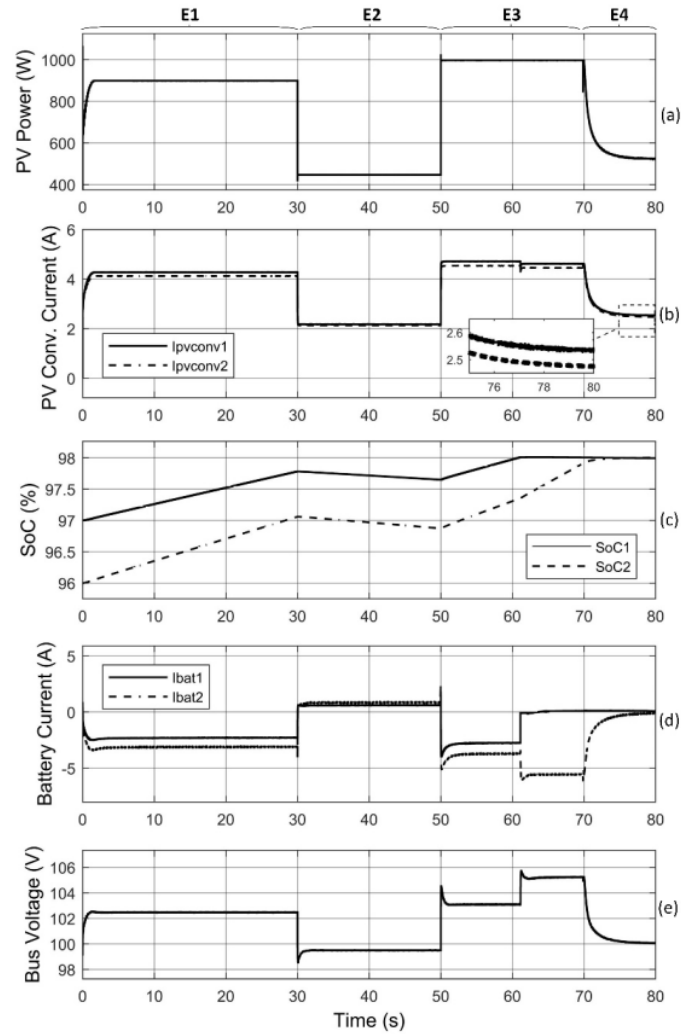 E1 E2 E3 E4
PV Power (W)
1000
800
600
400
0 10 20 30 40 50 60 70 80
(a)
PV Conv. Current (A)
6
4
2
0
Ipvconv1
Ipvconv2
2.6
2.5
76 78 80
0 10 20 30 40 50 60 70 80
(b)
SoC (%)
98
97.5
97
96.5
96
SoC1
SoC2
0 10 20 30 40 50 60 70 80
(c)
Battery Current (A)
5
0
-5
Ibat1
Ibat2
0 10 20 30 40 50 60 70 80
(d)
Bus Voltage (V)
106
104
102
100
98
0 10 20 30 40 50 60 70 80
(e)
Time (s)